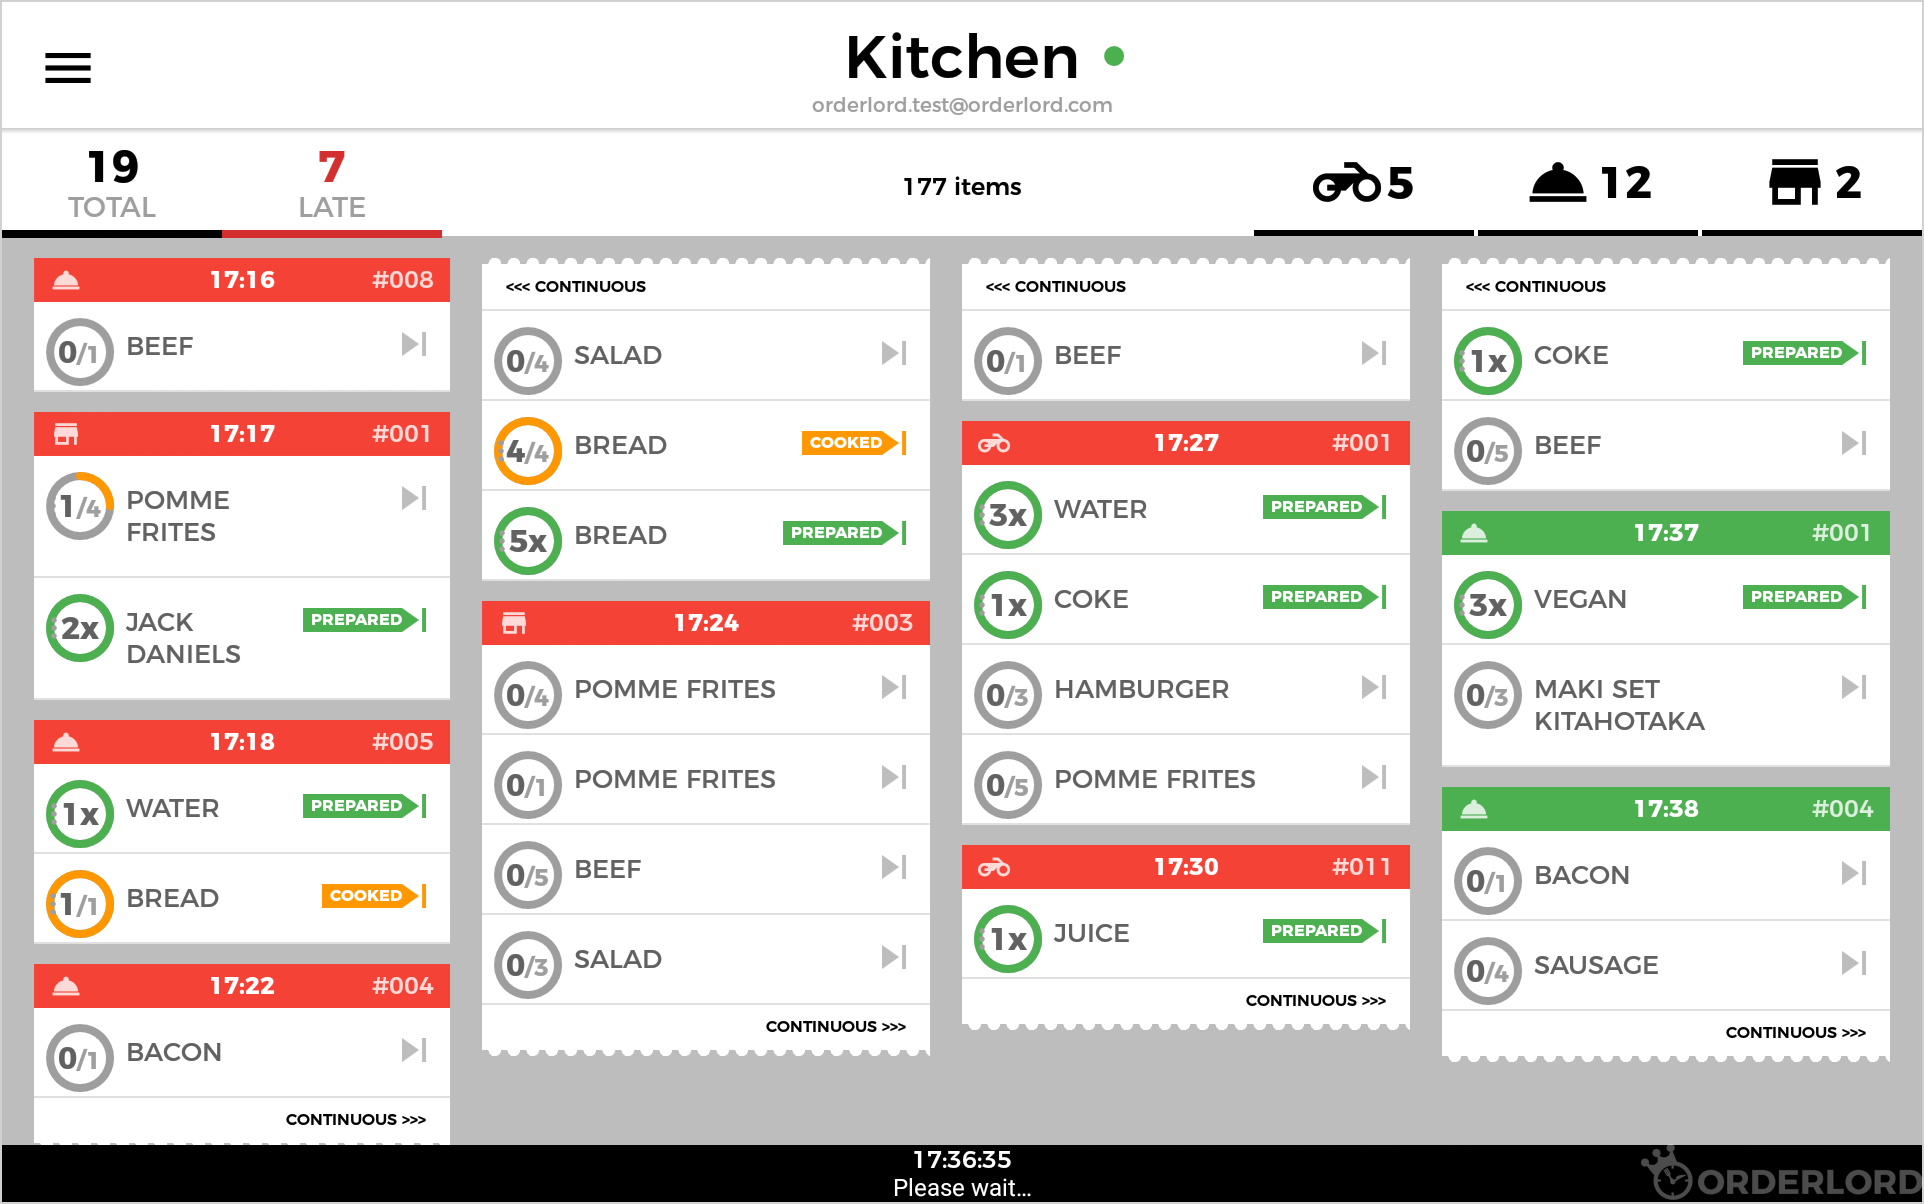 Kitchen
orderlord.test@orderlord.com
19
TOTAL
7
LATE
177 items
5
12
2
17:16 #008
0/1 BEEF
17:17 #001
1/4 POMME
FRITES
2x JACK
DANIELS PREPARED
17:18 #005
1x WATER PREPARED
1/1 BREAD COOKED
17:22 #004
0/1 BACON
CONTINUOUS >>>
<<< CONTINUOUS
0/4 SALAD
4/4 BREAD COOKED
5x BREAD PREPARED
17:24 #003
0/4 POMME FRITES
0/1 POMME FRITES
0/5 BEEF
0/3 SALAD
CONTINUOUS >>>
<<< CONTINUOUS
0/1 BEEF
17:27 #001
3x WATER PREPARED
1x COKE PREPARED
0/3 HAMBURGER
0/5 POMME FRITES
17:30 #011
1x JUICE PREPARED
CONTINUOUS >>>
<<< CONTINUOUS
1x COKE PREPARED
0/5 BEEF
17:37 #001
3x VEGAN PREPARED
0/3 MAKI SET
KITAHOTAKA
17:38 #004
0/1 BACON
0/4 SAUSAGE
CONTINUOUS >>>
17:36:35
Please wait...
ORDERLORD